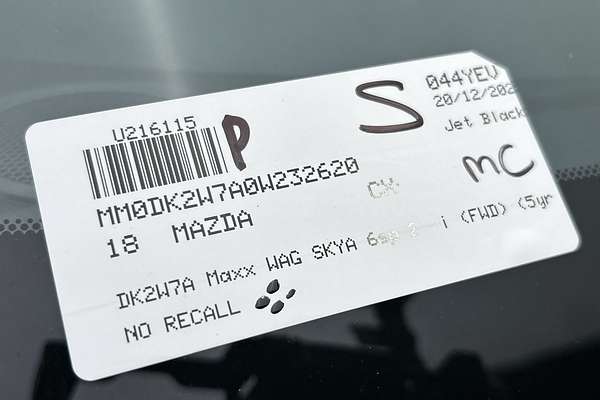 U216115
P
S
044YEV
20/12/202
Jet Black
MM0DK2W7A0W232620
MC
18 MAZDA CX-
DK2W7A Maxx WAG SKYA 6sp 2 i (FWD) (5yr
NO RECALL